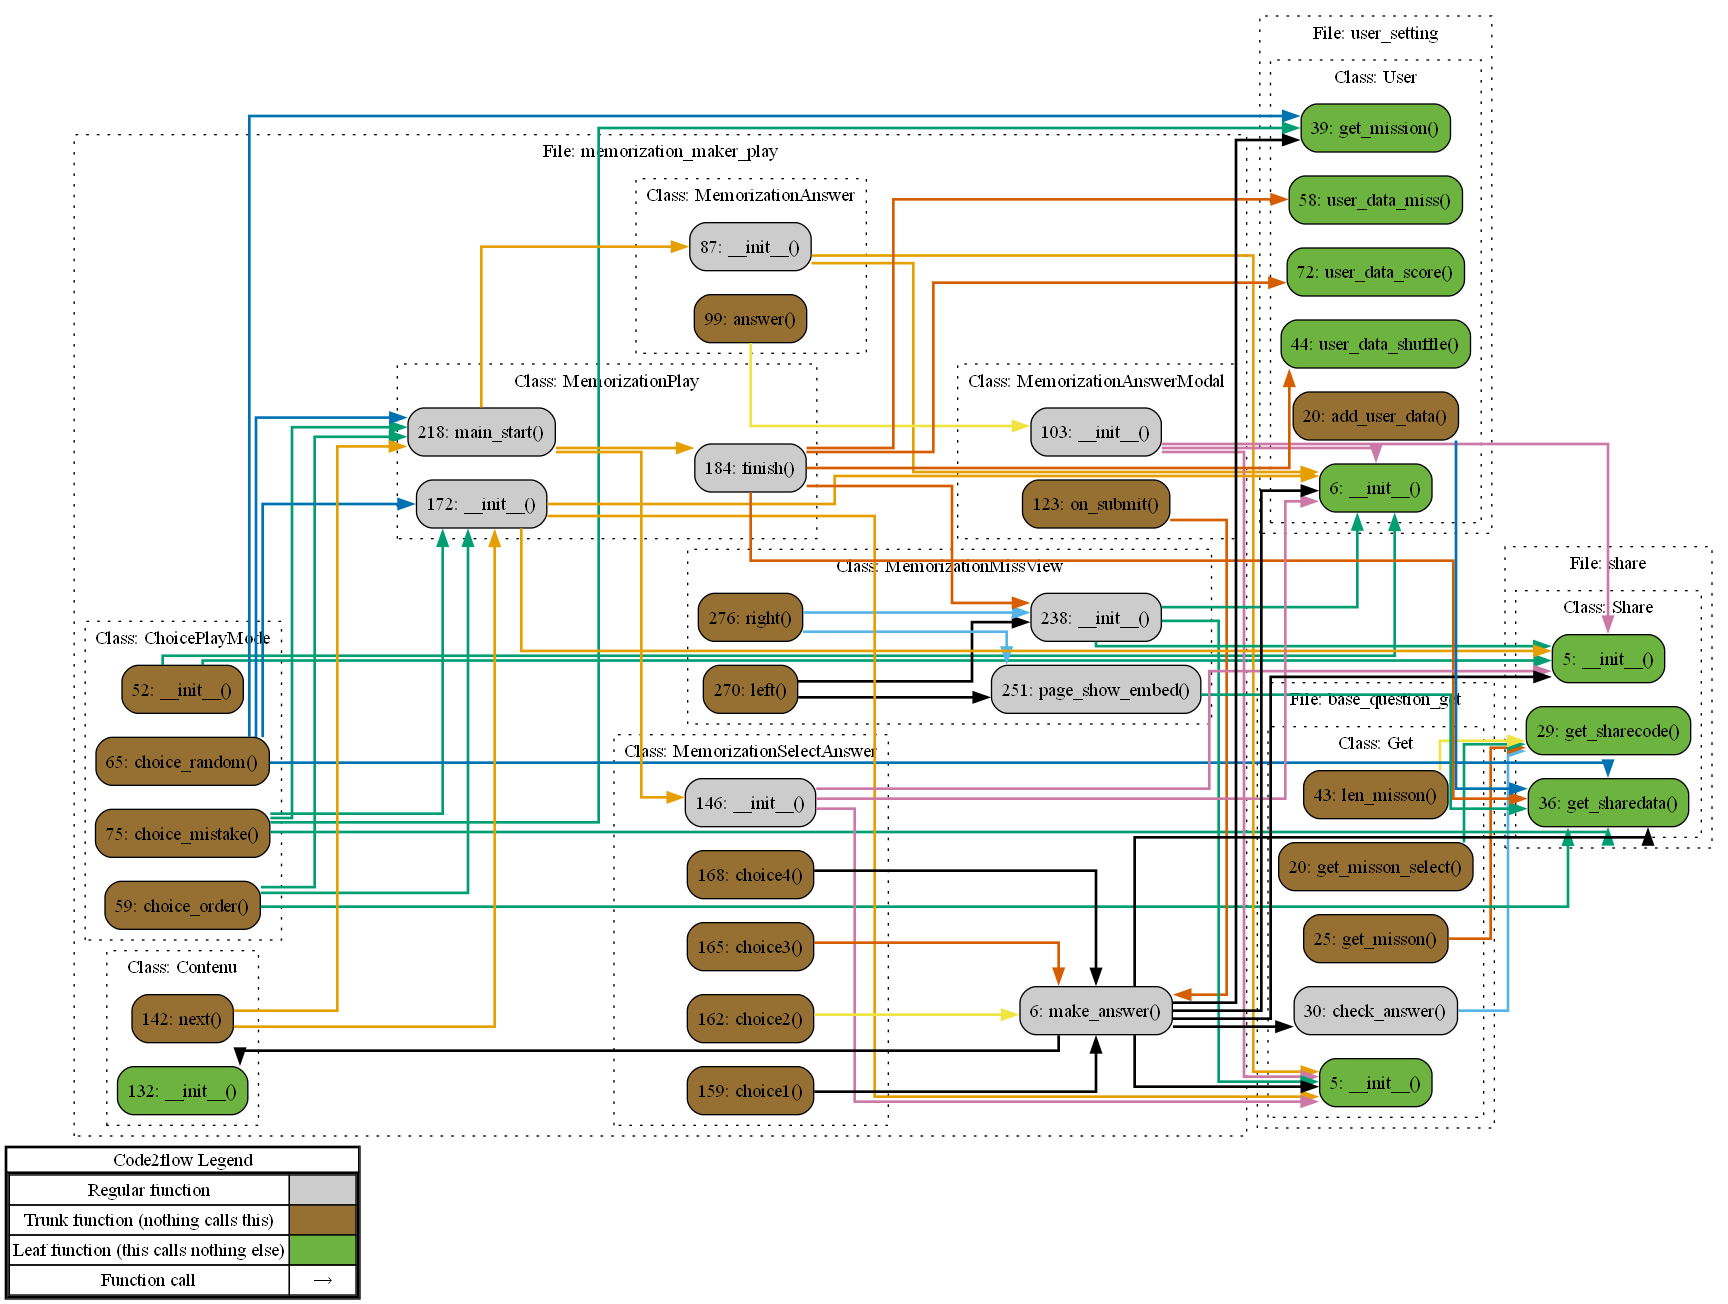 File: user_setting
Class: User
39: get_mission()
58: user_data_miss()
72: user_data_score()
44: user_data_shuffle()
20: add_user_data()
6: __init__()
File: memorization_maker_play
Class: MemorizationAnswer
87: __init__()
99: answer()
Class: MemorizationPlay
218: main_start()
184: finish()
172: __init__()
Class: MemorizationAnswerModal
103: __init__()
123: on_submit()
Class: MemorizationMissView
276: right()
238: __init__()
270: left()
251: page_show_embed()
Class: ChoicePlayMode
52: __init__()
65: choice_random()
75: choice_mistake()
59: choice_order()
Class: Contenu
142: next()
132: __init__()
Class: MemorizationSelectAnswer
146: __init__()
168: choice4()
165: choice3()
162: choice2()
159: choice1()
6: make_answer()
File: share
Class: Share
5: __init__()
29: get_sharecode()
36: get_sharedata()
File: base_question_get
Class: Get
43: len_misson()
20: get_misson_select()
25: get_misson()
30: check_answer()
5: __init__()
Code2flow Legend
Regular function
Trunk function (nothing calls this)
Leaf function (this calls nothing else)
Function call →